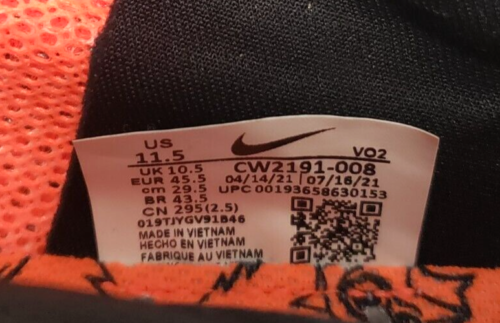 US
11.5
VO2
UK 10.5
CW2191-008
EUR 45.5
04/14/21 07/16/21
cm 29.5
UPC 00193658630153
BR 43.5
CN 295(2.5)
019TJYGV91B46
MADE IN VIETNAM
HECHO EN VIETNAM
FABRIQUE AU VIETNAM